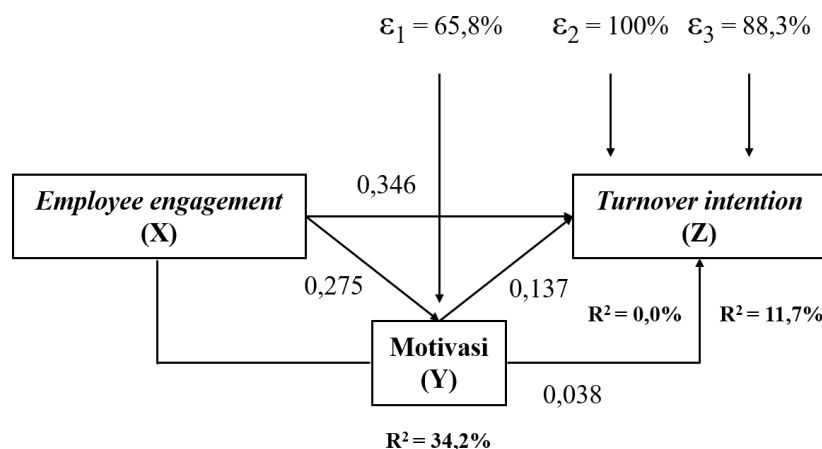 ε1 = 65,8%
ε2 = 100%
ε3 = 88,3%
0,346
Employee engagement
(X)
Turnover intention
(Z)
0,275
0,137
R² = 0,0%
R² = 11,7%
Motivasi
(Y)
0,038
R² = 34,2%